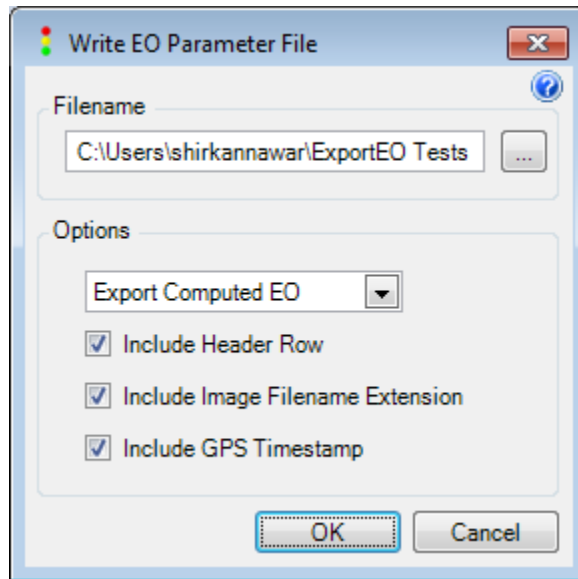 Write EO Parameter File
Filename
C:\Users\shirkannawar\ExportEO Tests
...
Options
Export Computed EO
Include Header Row
Include Image Filename Extension
Include GPS Timestamp
OK
Cancel